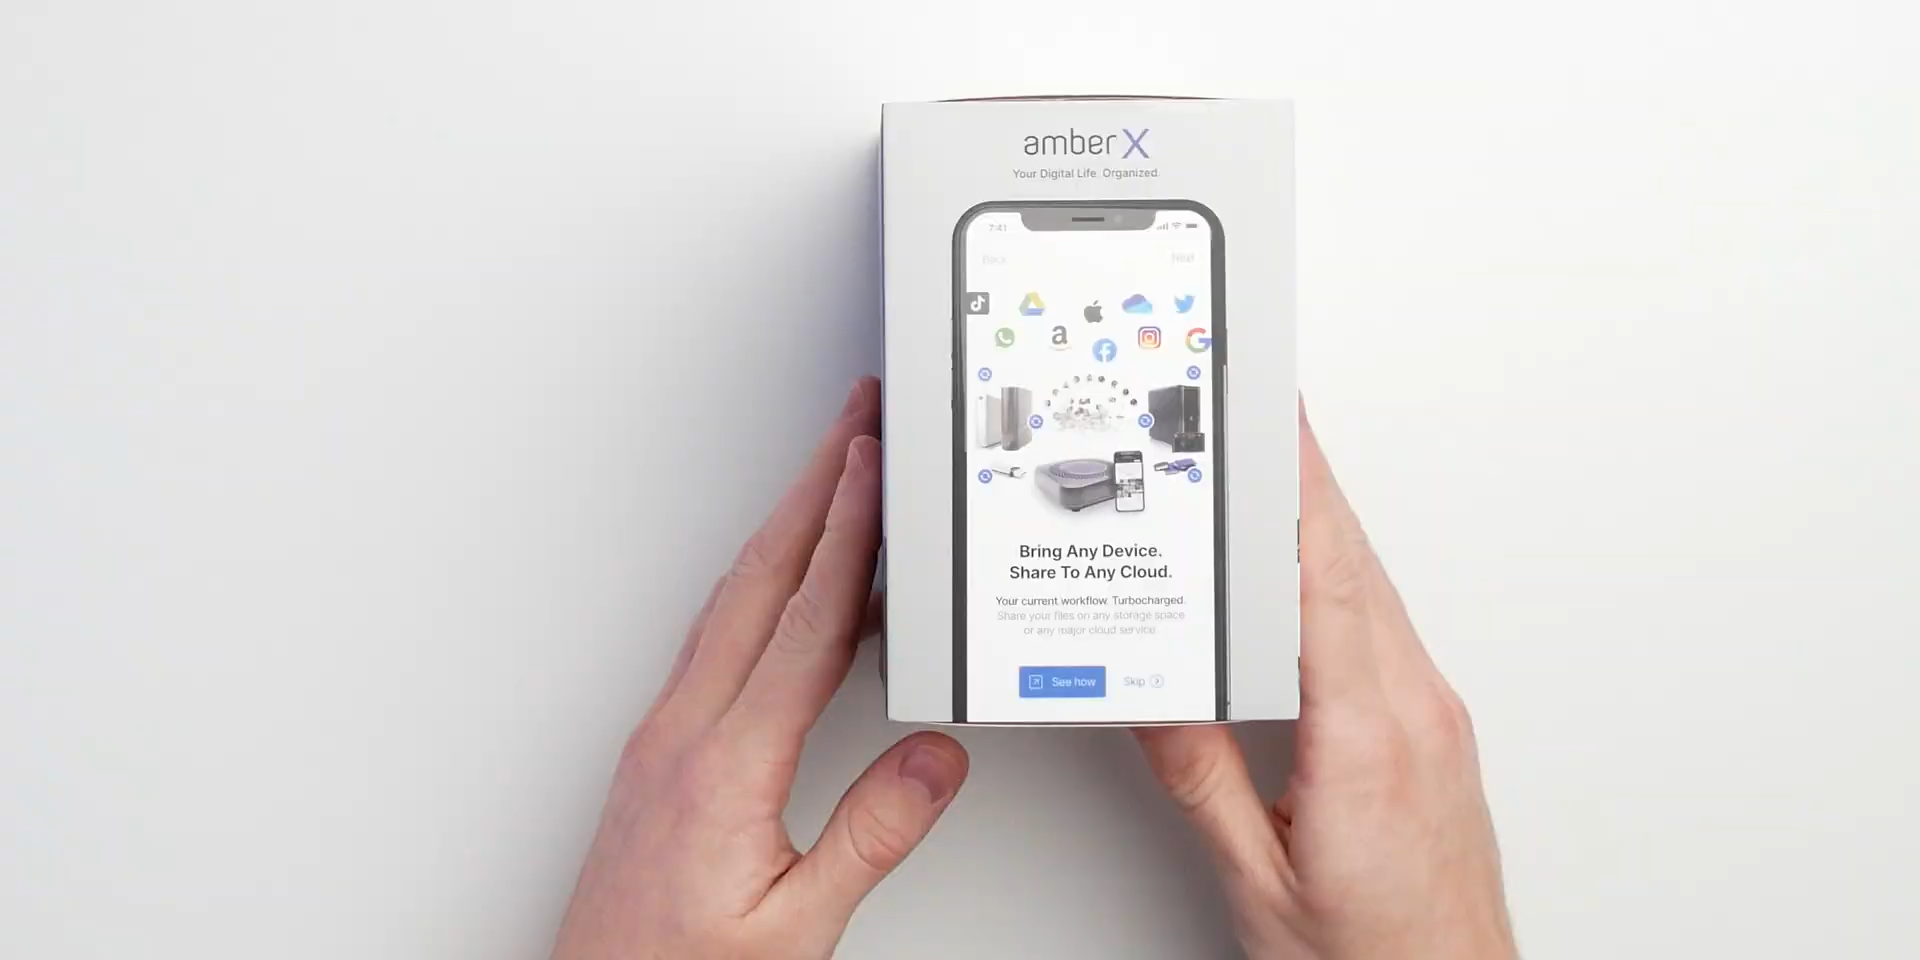 amber X
Your Digital Life. Organized.
7:41
Back Next
a
Bring Any Device.
Share To Any Cloud.
Your current workflow. Turbocharged.
Share your files on any storage space
or any major cloud service.
See how Skip